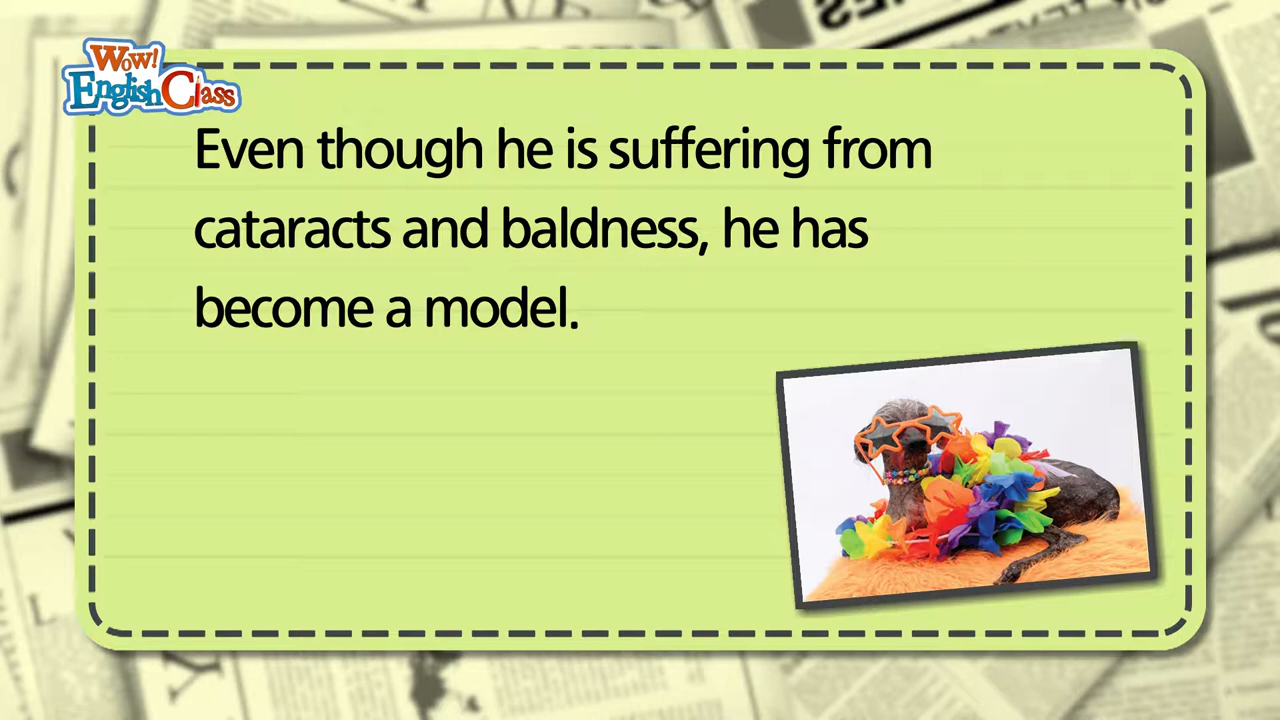 Wow!
English Class
Even though he is suffering from
cataracts and baldness, he has
become a model.